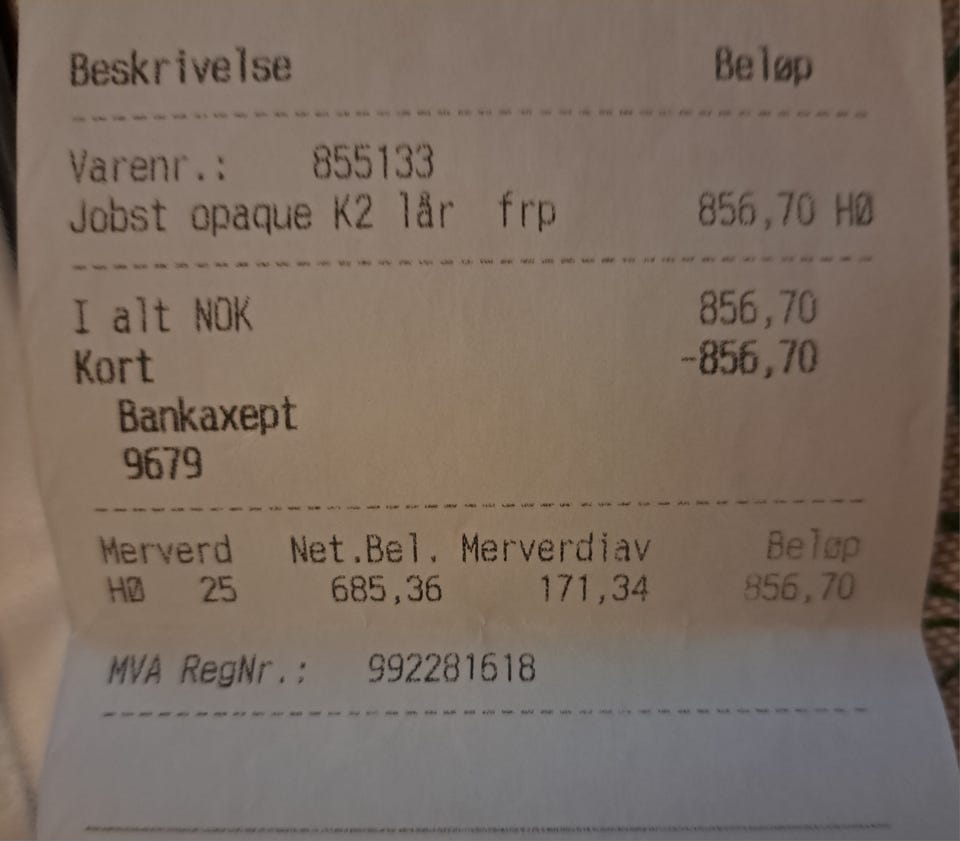 Beskrivelse Beløp
Varenr.: 855133
Jobst opaque K2 lår frp 856,70 HØ
I alt NOK 856,70
Kort -856,70
Bankaxept
9679
Merverd Net.Bel. Merverdiav Beløp
HØ 25 685,36 171,34 856,70
MVA RegNr.: 992281618